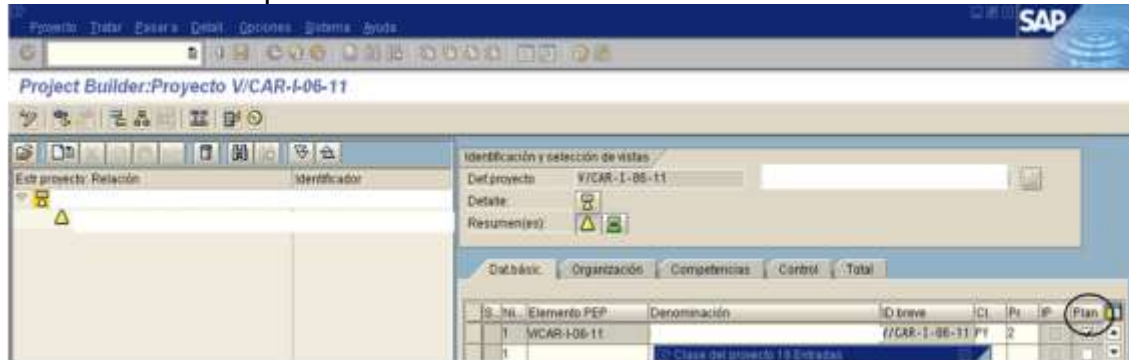 Proyecto Tratar Pasar a Detall. Opciones Sistema Ayuda
SAP
Project Builder:Proyecto V/CAR-I-06-11
Identificación y selección de vistas
Def.proyecto V/CAR-I-06-11
Detalle:
Resumen(es):
Estr.proyecto: Relación Identificador
Dat.básic. Organización Competencias Control Total
S. Ni. Elemento PEP Denominación ID breve Cl. Pr. IP Plan
1 V/CAR-I-06-11 //CAR-I-06-11 PY 2
1
Clase del proyecto 18 Entradas